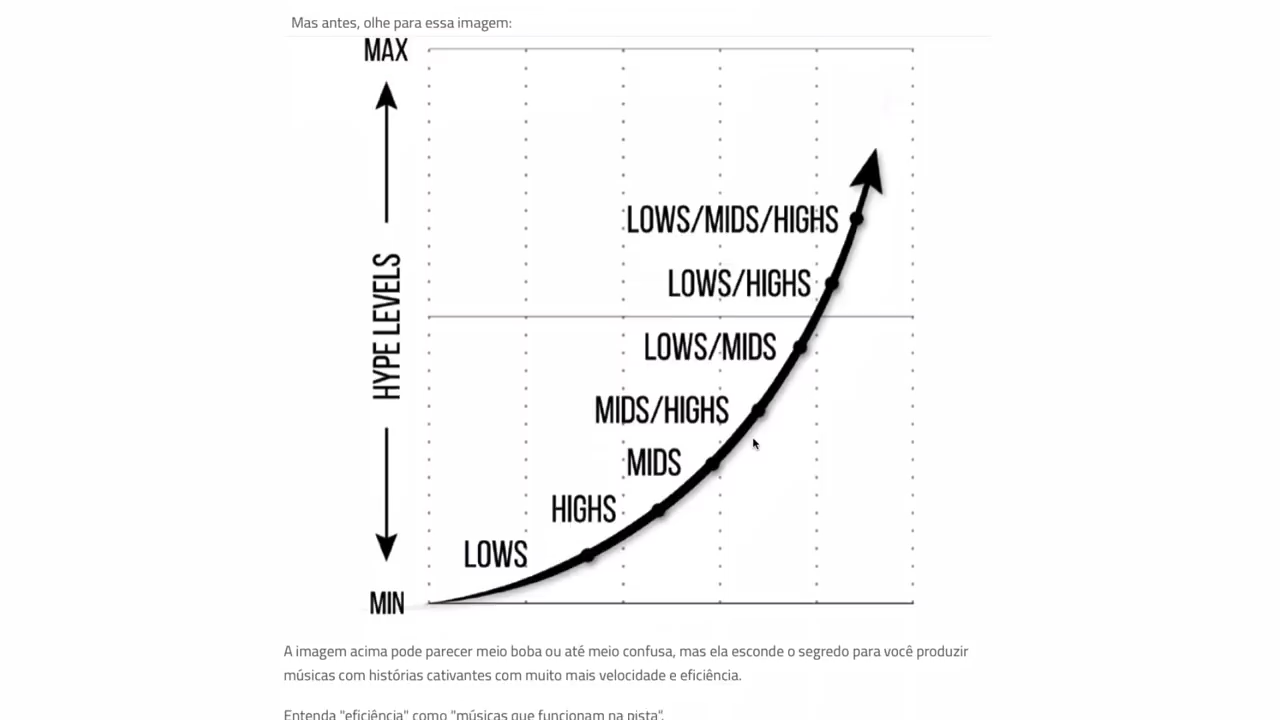 Mas antes, olhe para essa imagem:
MAX
LOWS/MIDS/HIGHS
LOWS/HIGHS
HYPE LEVELS
LOWS/MIDS
MIDS/HIGHS
MIDS
HIGHS
LOWS
MIN
A imagem acima pode parecer meio boba ou até meio confusa, mas ela esconde o segredo para você produzir
músicas com histórias cativantes com muito mais velocidade e eficiência.
Entenda "eficiência" como "músicas que funcionam na pista".